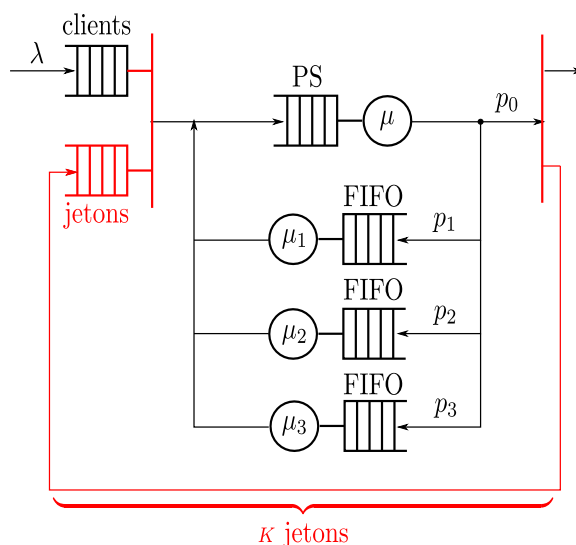 clients
λ
PS
μ
p₀
jetons
FIFO
μ₁
p₁
FIFO
μ₂
p₂
FIFO
μ₃
p₃
K jetons